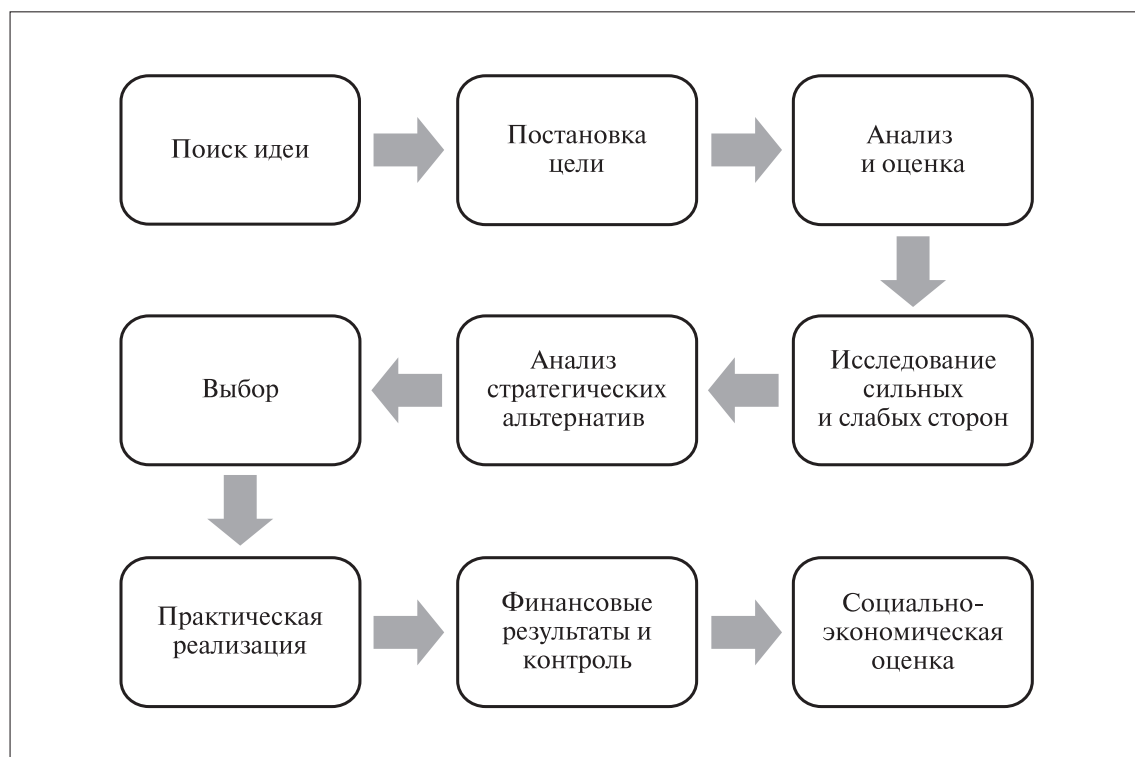 Поиск идеи
Постановка
цели
Анализ
и оценка
Исследование
сильных
и слабых сторон
Анализ
стратегических
альтернатив
Выбор
Практическая
реализация
Финансовые
результаты и
контроль
Социально-
экономическая
оценка